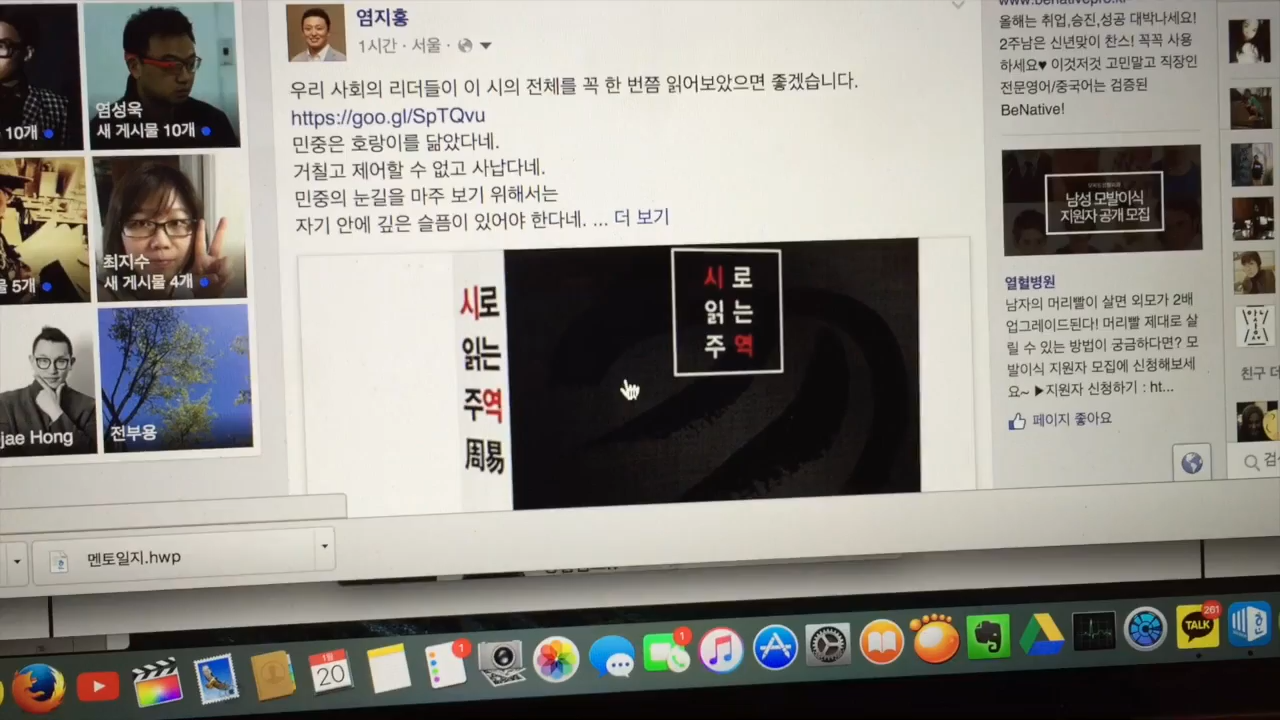 10개
염성욱
새 게시물 10개
5개
최지수
새 게시물 4개
jae Hong
전부용
염지홍
1시간 · 서울 ·
우리 사회의 리더들이 이 시의 전체를 꼭 한 번쯤 읽어보았으면 좋겠습니다.
https://goo.gl/SpTQvu
민중은 호랑이를 닮았다네.
거칠고 제어할 수 없고 사납다네.
민중의 눈길을 마주 보기 위해서는
자기 안에 깊은 슬픔이 있어야 한다네. ... 더 보기
시로
읽는
주역
周易
시로
읽는
주역
올해는 취업,승진,성공 대박나세요!
2주남은 신년맞이 찬스! 꼭꼭 사용
하세요♥ 이것저것 고민말고 직장인
전문영어/중국어는 검증된
BeNative!
남성 모발이식
지원자 공개 모집
열혈병원
남자의 머리빨이 살면 외모가 2배
업그레이드된다! 머리빨 제대로 살
릴 수 있는 방법이 궁금하다면? 모
발이식 지원자 모집에 신청해보세
요~ ▶지원자 신청하기 : ht...
페이지 좋아요
친구 더
멘토일지.hwp
1월
20
1
1
TALK
261